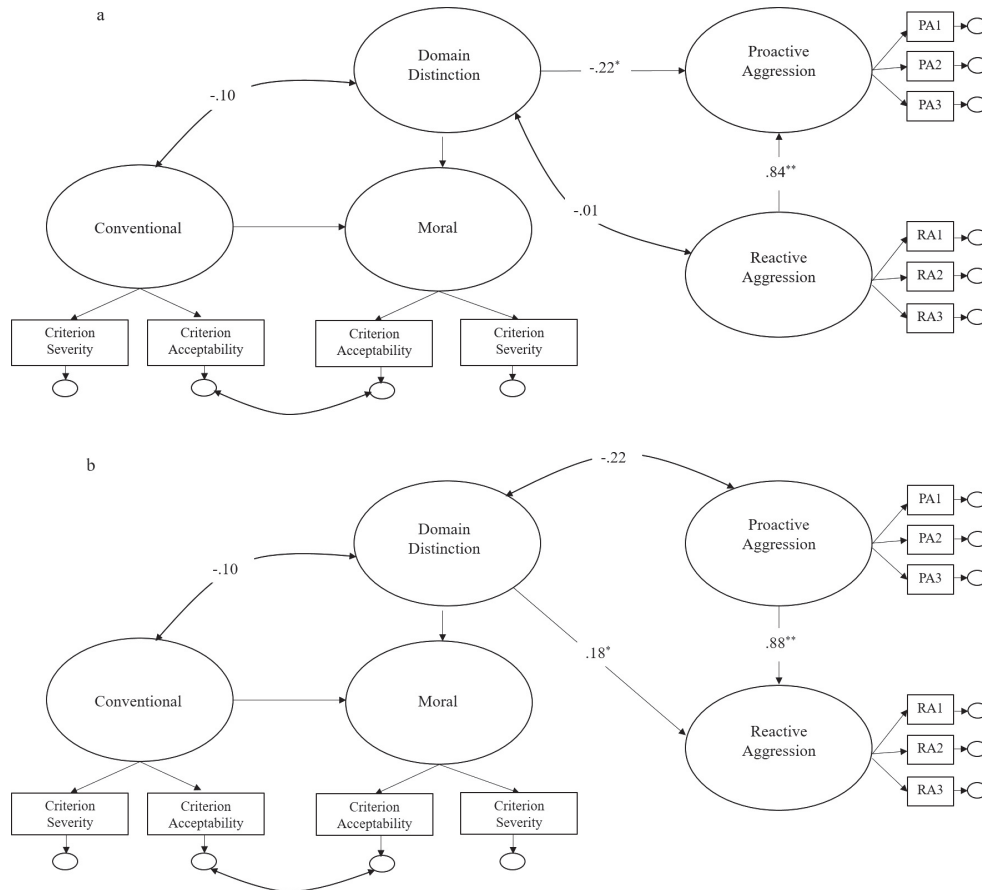 a
Domain
Distinction
-.22*
Proactive
Aggression
PA1
PA2
PA3
-.10
.84**
Conventional
Moral
-.01
Reactive
Aggression
RA1
RA2
RA3
Criterion
Severity
Criterion
Acceptability
Criterion
Acceptability
Criterion
Severity
b
-.22
Domain
Distinction
Proactive
Aggression
PA1
PA2
PA3
-.10
.18*
.88**
Conventional
Moral
Reactive
Aggression
RA1
RA2
RA3
Criterion
Severity
Criterion
Acceptability
Criterion
Acceptability
Criterion
Severity